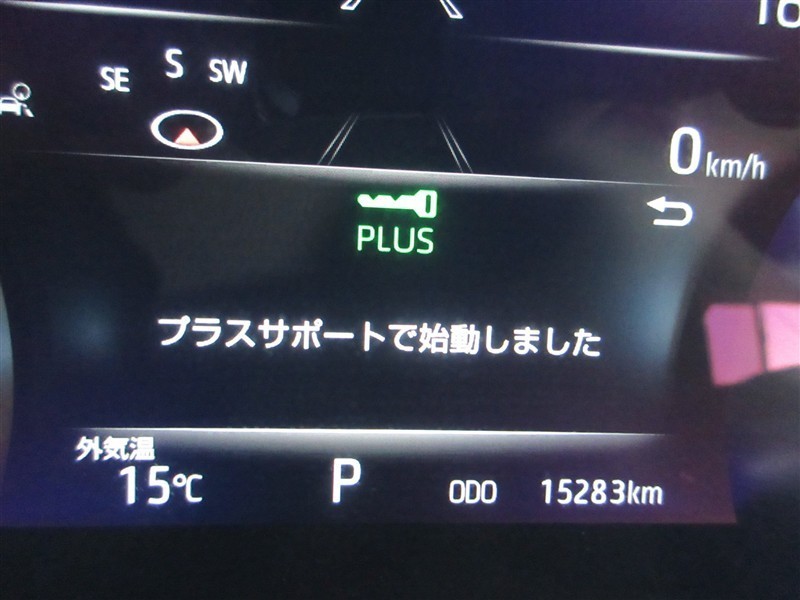 SE S SW
0km/h
PLUS
プラスサポートで始動しました
外気温
15℃ P ODO 15283km